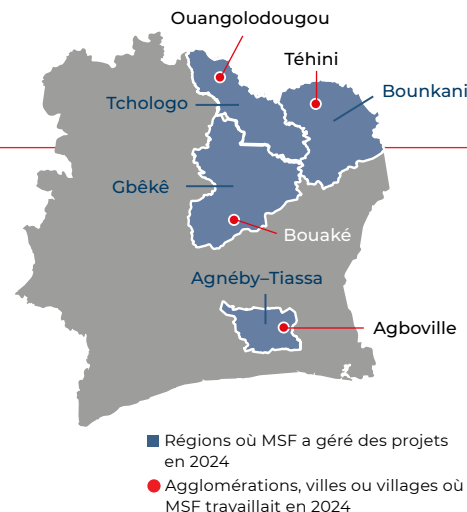 Ouangolodougou
Téhini
Bounkani
Tchologo
Gbêkê
Bouaké
Agnéby–Tiassa
Agboville
Régions où MSF a géré des projets
en 2024
Agglomérations, villes ou villages où
MSF travaillait en 2024